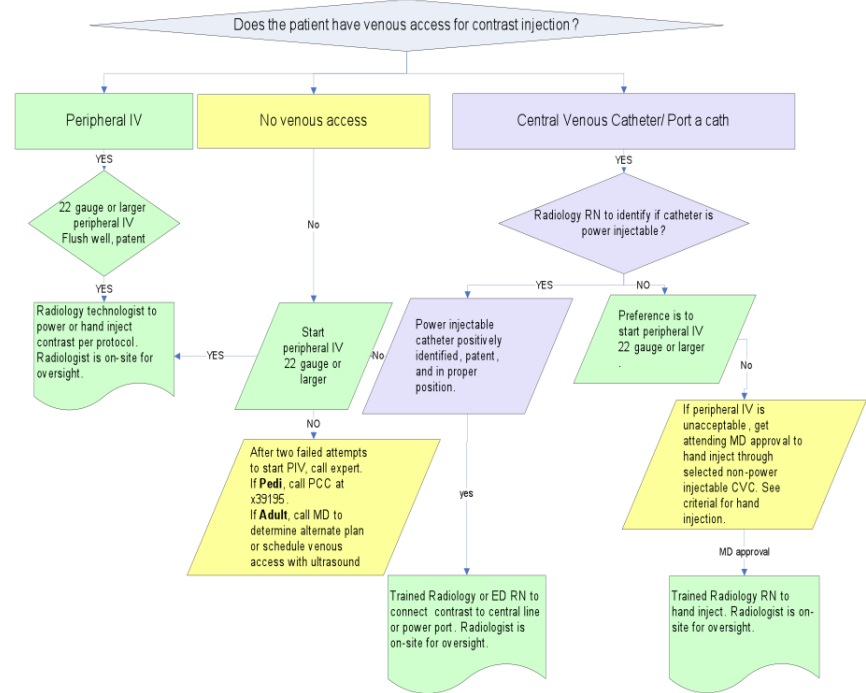 Does the patient have venous access for contrast injection?
Peripheral IV
No venous access
Central Venous Catheter/ Port a cath
YES
YES
22 gauge or larger
peripheral IV
Flush well, patent
No
Radiology RN to identify if catheter is
power injectable?
YES
YES
NO
Radiology technologist to
power or hand inject
contrast per protocol.
Radiologist is on-site for
oversight.
YES
Start
peripheral IV
22 gauge or
larger
No
Power injectable
catheter positively
identified, patent,
and in proper
position.
Preference is to
start peripheral IV
22 gauge or larger
.
No
NO
After two failed attempts
to start PIV, call expert.
If Pedi, call PCC at
x39195.
If Adult, call MD to
determine alternate plan
or schedule venous
access with ultrasound
yes
If peripheral IV is
unacceptable, get
attending MD approval to
hand inject through
selected non-power
injectable CVC. See
criterial for hand
injection.
MD approval
Trained Radiology or ED RN to
connect contrast to central line
or power port. Radiologist is
on-site for oversight.
Trained Radiology RN to
hand inject. Radiologist is on-
site for oversight.